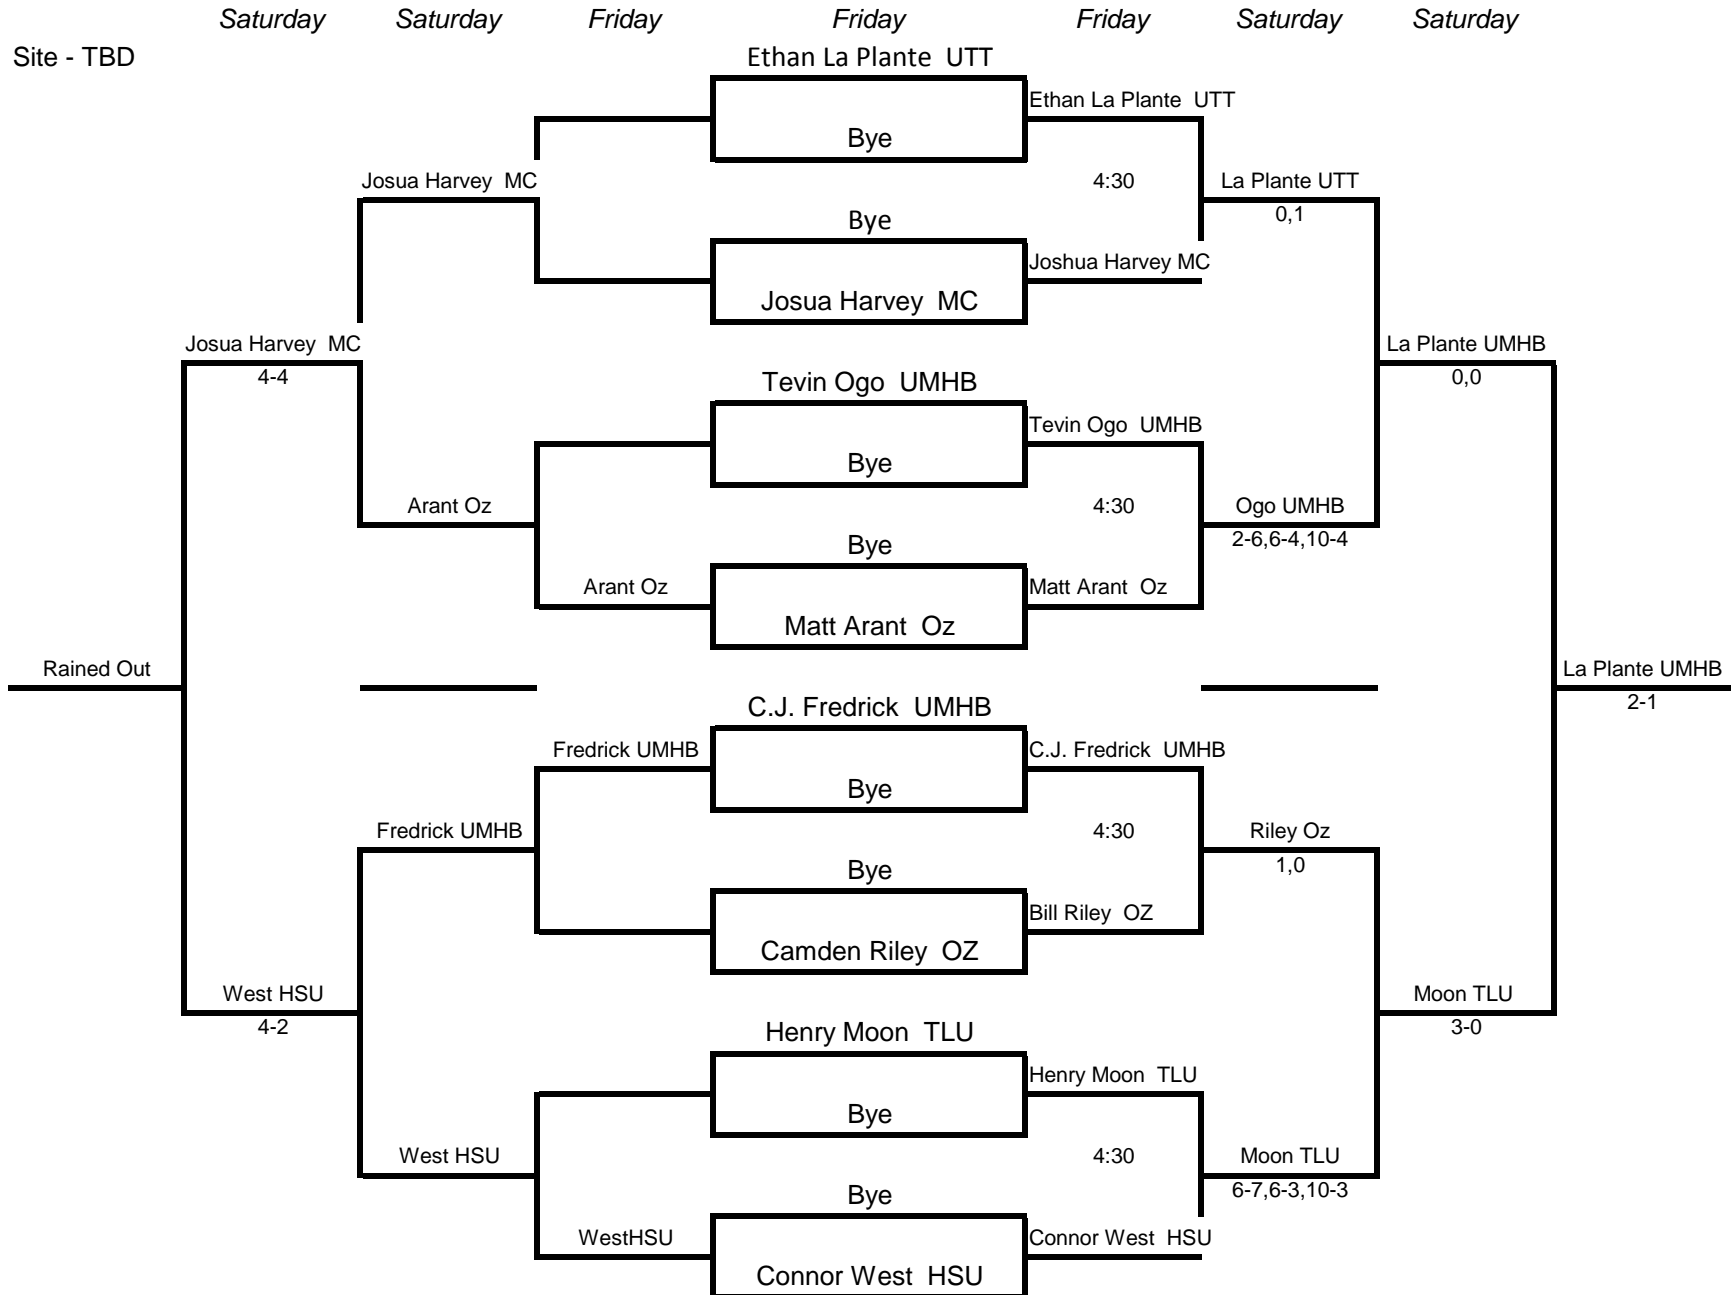 Saturday Saturday Friday Friday Friday Saturday Saturday
Site - TBD
Ethan La Plante UTT
Ethan La Plante UTT
Bye
Josua Harvey MC
4:30
La Plante UTT
0,1
Bye
Joshua Harvey MC
Josua Harvey MC
Josua Harvey MC
La Plante UMHB
4-4
Tevin Ogo UMHB
0,0
Tevin Ogo UMHB
Bye
Arant Oz
4:30
Ogo UMHB
2-6,6-4,10-4
Bye
Arant Oz
Matt Arant Oz
Matt Arant Oz
Rained Out
La Plante UMHB
2-1
C.J. Fredrick UMHB
Fredrick UMHB
C.J. Fredrick UMHB
Bye
Fredrick UMHB
4:30
Riley Oz
1,0
Bye
Bill Riley OZ
Camden Riley OZ
West HSU
Moon TLU
4-2
Henry Moon TLU
3-0
Henry Moon TLU
Bye
West HSU
4:30
Moon TLU
6-7,6-3,10-3
Bye
WestHSU
Connor West HSU
Connor West HSU